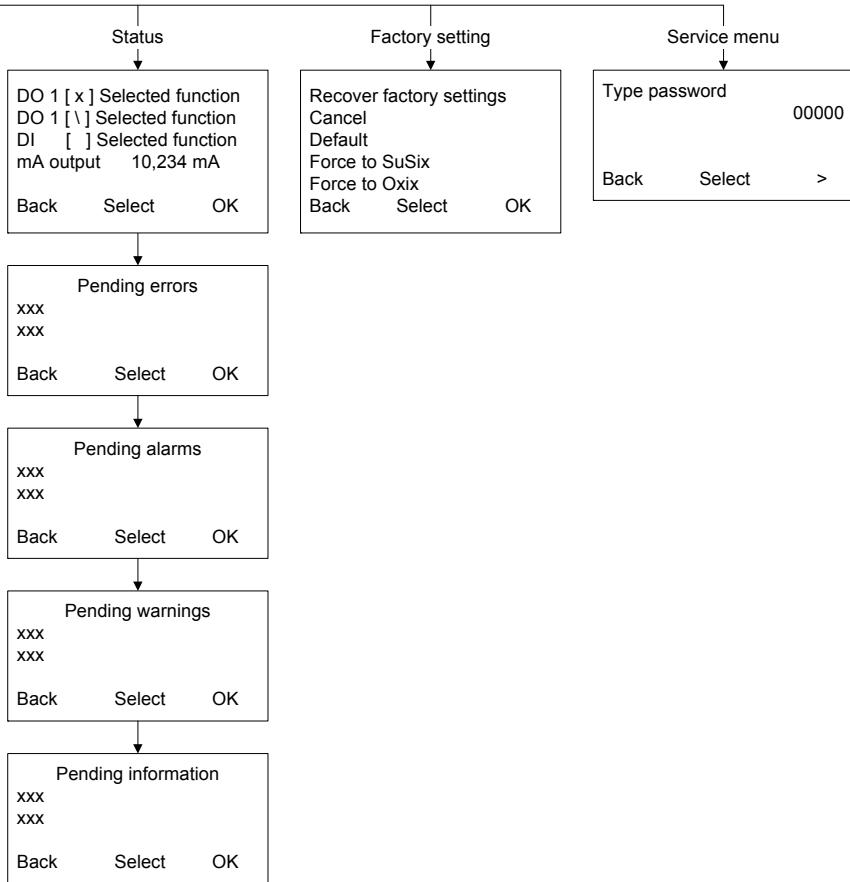 Status
Factory setting
Service menu
DO 1 [ x ] Selected function
DO 1 [ \ ] Selected function
DI [ ] Selected function
mA output 10,234 mA
Back Select OK
Recover factory settings
Cancel
Default
Force to SuSix
Force to Oxix
Back Select OK
Type password
00000
Back Select >
Pending errors
xxx
xxx
Back Select OK
Pending alarms
xxx
xxx
Back Select OK
Pending warnings
xxx
xxx
Back Select OK
Pending information
xxx
xxx
Back Select OK